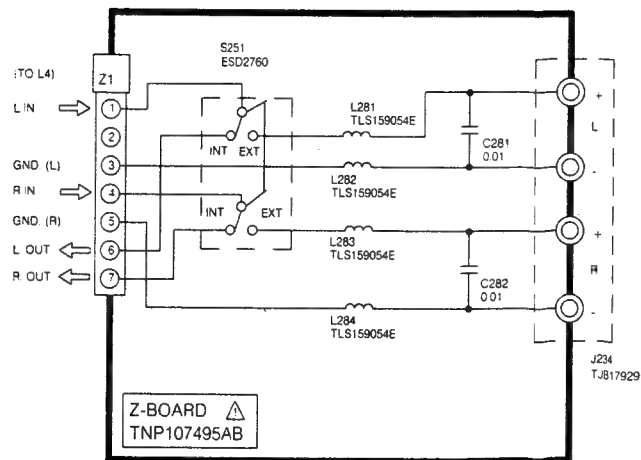 S251
ESD2760
(TO L4)
Z1
L IN
1
2
GND. (L)
3
R IN
4
GND. (R)
5
L. OUT
6
R. OUT
7
INT
EXT
INT
EXT
L281
TLS159054E
C281
0.01
L282
TLS159054E
L283
TLS159054E
C282
0.01
L284
TLS159054E
+
L
-
+
R
-
J234
TJB17929
Z-BOARD ⚠
TNP107495AB